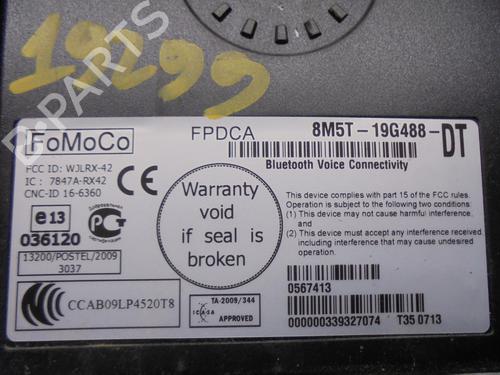 19299
B-PARTS
FoMoCo
FPDCA
8M5T-19G488-DT
Bluetooth Voice Connectivity
FCC ID: WJLRX-42
IC : 7847A-RX42
CNC-ID 16-6360
CE
e13
036120
13200/POSTEL/2009
3037
CCAB09LP4520T8
Warranty
void
if seal is
broken
TA-2009/344
ICASA
APPROVED
This device complies with part 15 of the FCC rules.
Operation is subject to the following two conditions:
(1) This device may not cause harmful interference,
and
(2) This device must accept any interference received
including interference that may cause undesired
operation.
0567413
000000339327074 T35 0713